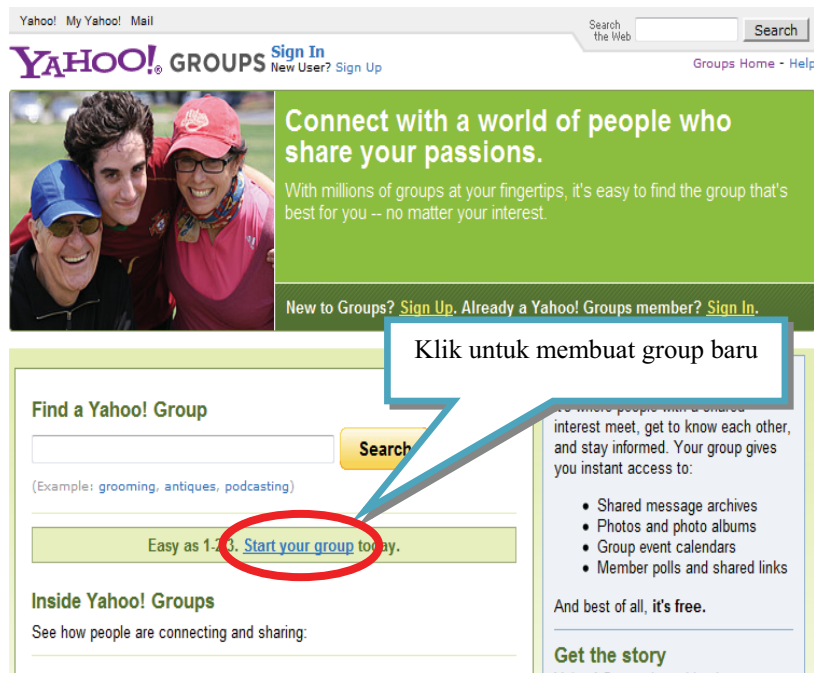 Yahoo! My Yahoo! Mail
Search
the Web
Search
YAHOO!® GROUPS
Sign In
New User? Sign Up
Groups Home - Help
Connect with a world of people who
share your passions.
With millions of groups at your fingertips, it's easy to find the group that's
best for you -- no matter your interest.
New to Groups? Sign Up. Already a Yahoo! Groups member? Sign In.
Klik untuk membuat group baru
Find a Yahoo! Group
Search
(Example: grooming, antiques, podcasting)
Easy as 1-2-3. Start your group today.
Inside Yahoo! Groups
See how people are connecting and sharing:
It's where people with a shared
interest meet, get to know each other,
and stay informed. Your group gives
you instant access to:
• Shared message archives
• Photos and photo albums
• Group event calendars
• Member polls and shared links
And best of all, it's free.
Get the story